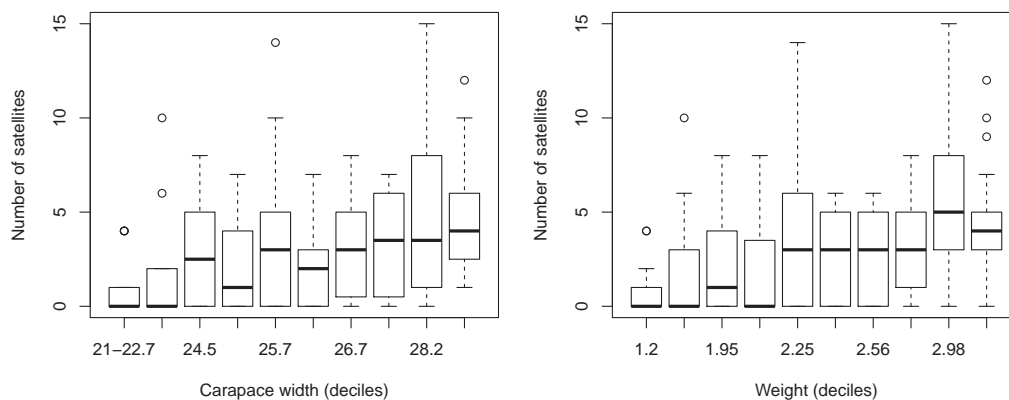 15
10
5
0
Number of satellites
21−22.7 24.5 25.7 26.7 28.2
Carapace width (deciles)
15
10
5
0
Number of satellites
1.2 1.95 2.25 2.56 2.98
Weight (deciles)